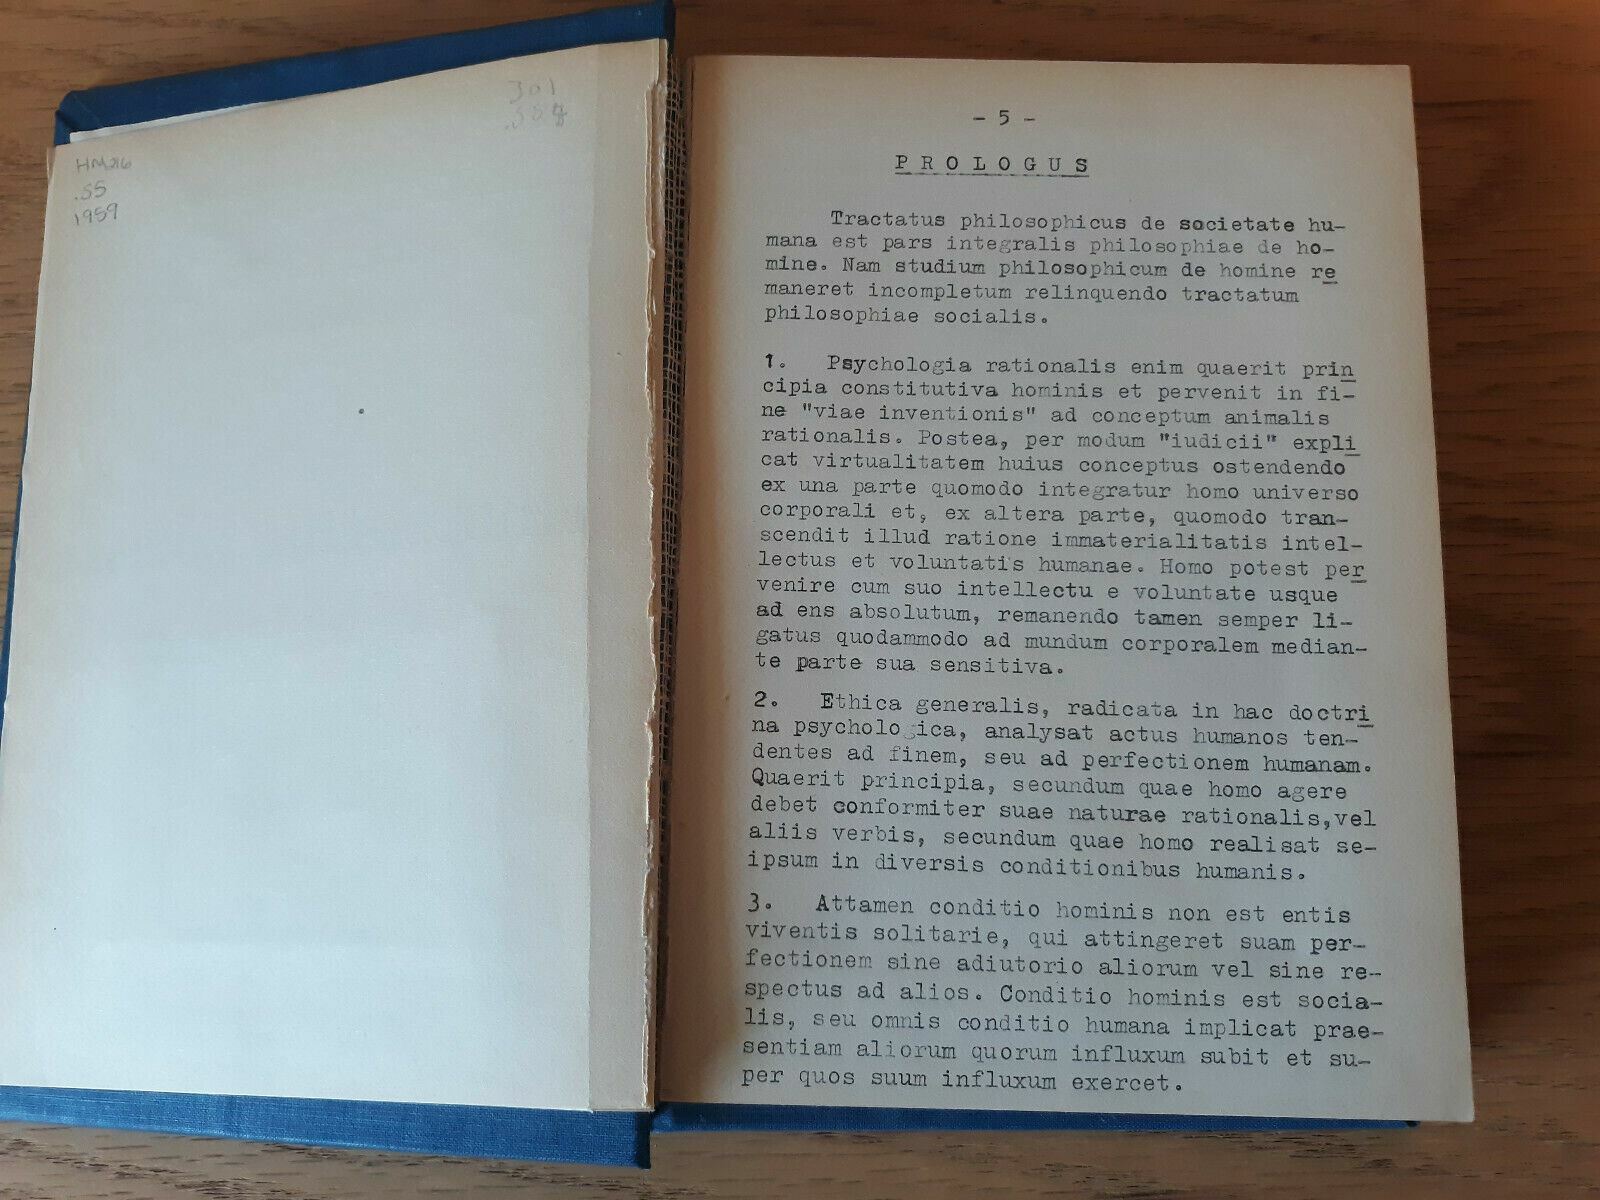 HM216
.S5
1959
301
- 5 -
PROLOGUS
Tractatus philosophicus de societate hu-
mana est pars integralis philosophiae de ho-
mine. Nam studium philosophicum de homine re
maneret incompletum relinquendo tractatum
philosophiae socialis.
1. Psychologia rationalis enim quaerit prin
cipia constitutiva hominis et pervenit in fi-
ne "viae inventionis" ad conceptum animalis
rationalis. Postea, per modum "iudicii" expli
cat virtualitatem huius conceptus ostendendo
ex una parte quomodo integratur homo universo
corporali et, ex altera parte, quomodo tran-
scendit illud ratione immaterialitatis intel-
lectus et voluntatis humanae. Homo potest per
venire cum suo intellectu e voluntate usque
ad ens absolutum, remanendo tamen semper li-
gatus quodammodo ad mundum corporalem median-
te parte sua sensitiva.
2. Ethica generalis, radicata in hac doctri
na psychologica, analysat actus humanos ten-
dentes ad finem, seu ad perfectionem humanam.
Quaerit principia, secundum quae homo agere
debet conformiter suae naturae rationalis,vel
aliis verbis, secundum quae homo realisat se-
ipsum in diversis conditionibus humanis.
3. Attamen conditio hominis non est entis
viventis solitarie, qui attingeret suam per-
fectionem sine adiutorio aliorum vel sine re-
spectus ad alios. Conditio hominis est socia-
lis, seu omnis conditio humana implicat prae-
sentiam aliorum quorum influxum subit et su-
per quos suum influxum exercet.